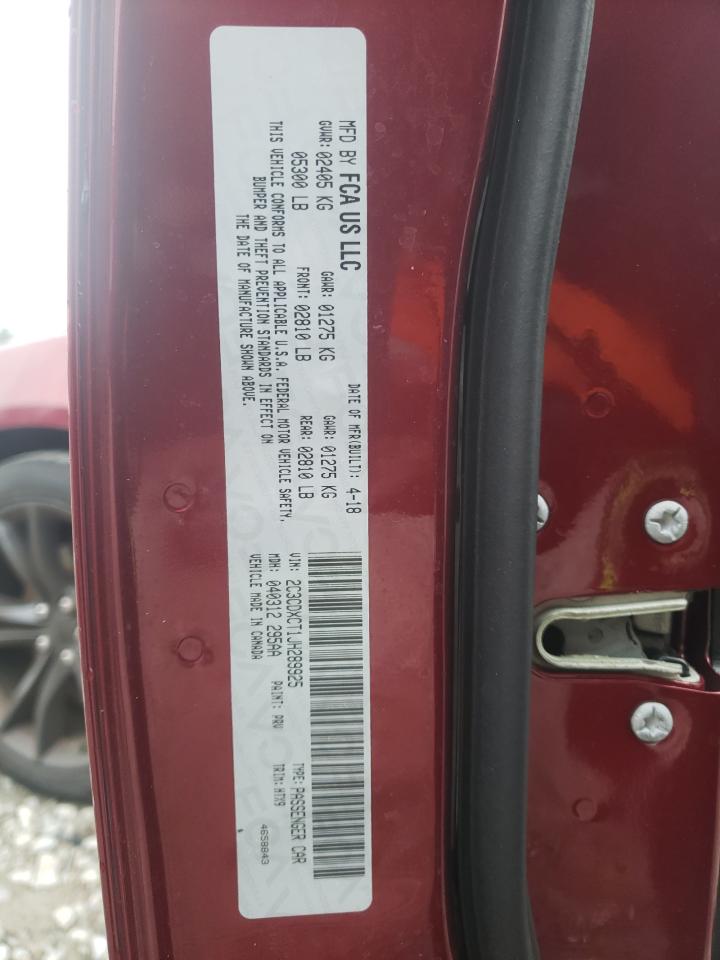 MFD BY FCA US LLC
DATE OF MFR(BUILT): 4-18
GVWR: 02405 KG
GAWR: 01275 KG
GAWR: 01275 KG
05300 LB
FRONT: 02810 LB
REAR: 02810 LB
THIS VEHICLE CONFORMS TO ALL APPLICABLE U.S.A. FEDERAL MOTOR VEHICLE SAFETY,
BUMPER AND THEFT PREVENTION STANDARDS IN EFFECT ON
THE DATE OF MANUFACTURE SHOWN ABOVE.
VIN: 2C3CDXCT1JH289925
TYPE: PASSENGER CAR
MDH: 040312 295AA
PAINT: PRV
TRIM: MTX9
VEHICLE MADE IN CANADA
4658843